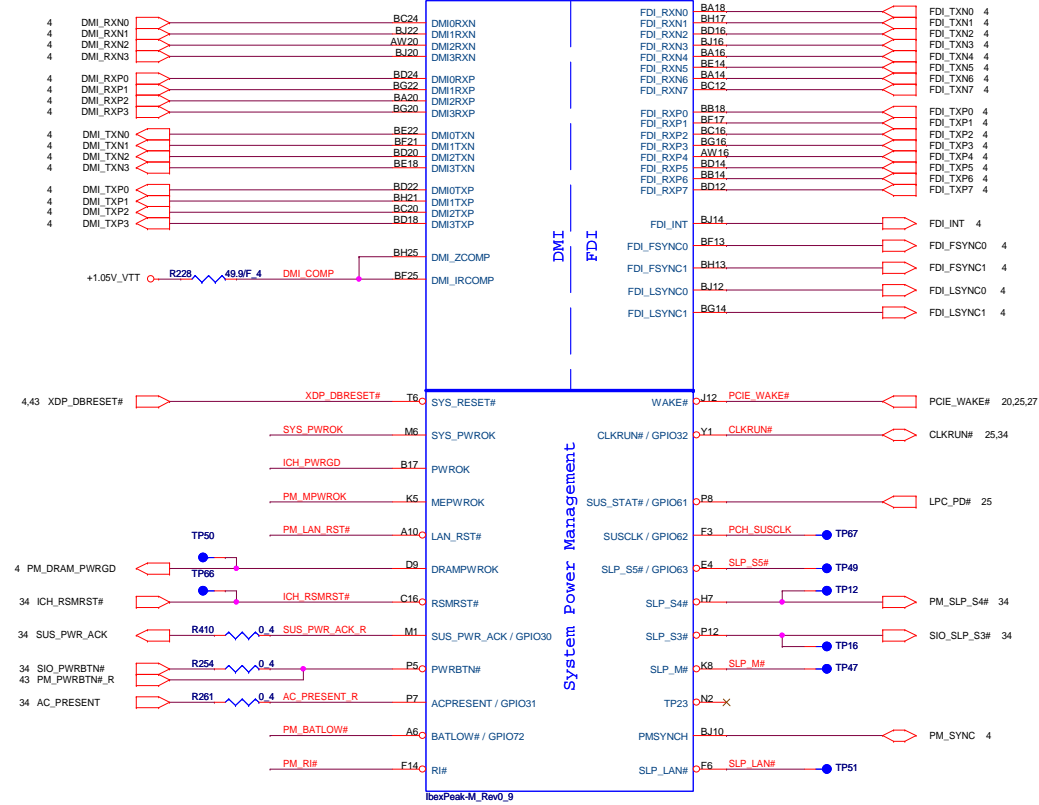 4 DMI_RXN0 BC24 DMI0RXN FDI_RXN0 BA18 FDI_TXN0 4
4 DMI_RXN1 BJ22 DMI1RXN FDI_RXN1 BH17 FDI_TXN1 4
4 DMI_RXN2 AW20 DMI2RXN FDI_RXN2 BD16 FDI_TXN2 4
4 DMI_RXN3 BJ20 DMI3RXN FDI_RXN3 BJ16 FDI_TXN3 4
FDI_RXN4 BA16 FDI_TXN4 4
FDI_RXN5 BE14 FDI_TXN5 4
4 DMI_RXP0 BD24 DMI0RXP FDI_RXN6 BA14 FDI_TXN6 4
4 DMI_RXP1 BG22 DMI1RXP FDI_RXN7 BC12 FDI_TXN7 4
4 DMI_RXP2 BA20 DMI2RXP
4 DMI_RXP3 BG20 DMI3RXP FDI_RXP0 BB18 FDI_TXP0 4
FDI_RXP1 BF17 FDI_TXP1 4
4 DMI_TXN0 BE22 DMI0TXN FDI_RXP2 BC16 FDI_TXP2 4
4 DMI_TXN1 BF21 DMI1TXN FDI_RXP3 BG16 FDI_TXP3 4
4 DMI_TXN2 BD20 DMI2TXN FDI_RXP4 AW16 FDI_TXP4 4
4 DMI_TXN3 BE18 DMI3TXN FDI_RXP5 BD14 FDI_TXP5 4
FDI_RXP6 BB14 FDI_TXP6 4
4 DMI_TXP0 BD22 DMI0TXP FDI_RXP7 BD12 FDI_TXP7 4
4 DMI_TXP1 BH21 DMI1TXP
4 DMI_TXP2 BC20 DMI2TXP
4 DMI_TXP3 BD18 DMI3TXP FDI_INT BJ14 FDI_INT 4
DMI FDI
FDI_FSYNC0 BF13 FDI_FSYNC0 4
BH25 DMI_ZCOMP
FDI_FSYNC1 BH13 FDI_FSYNC1 4
+1.05V_VTT R228 49.9/F_4 DMI_COMP BF25 DMI_IRCOMP
FDI_LSYNC0 BJ12 FDI_LSYNC0 4
FDI_LSYNC1 BG14 FDI_LSYNC1 4
4,43 XDP_DBRESET# XDP_DBRESET# T6 SYS_RESET# WAKE# J12 PCIE_WAKE# PCIE_WAKE# 20,25,27
SYS_PWROK M6 SYS_PWROK CLKRUN# / GPIO32 Y1 CLKRUN# CLKRUN# 25,34
ICH_PWRGD B17 PWROK
System Power Management
PM_MPWROK K5 MEPWROK SUS_STAT# / GPIO61 P8 LPC_PD# 25
PM_LAN_RST# A10 LAN_RST# SUSCLK / GPIO62 F3 PCH_SUSCLK TP67
TP50
4 PM_DRAM_PWRGD D9 DRAMPWROK SLP_S5# / GPIO63 E4 SLP_S5# TP49
TP66 TP12
34 ICH_RSMRST# ICH_RSMRST# C16 RSMRST# SLP_S4# H7 PM_SLP_S4# 34
34 SUS_PWR_ACK R410 0_4 SUS_PWR_ACK_R M1 SUS_PWR_ACK / GPIO30 SLP_S3# P12 SIO_SLP_S3# 34
TP16
34 SIO_PWRBTN# R254 0_4 P5 PWRBTN# SLP_M# K8 SLP_M# TP47
43 PM_PWRBTN#_R
34 AC_PRESENT R261 0_4 AC_PRESENT_R P7 ACPRESENT / GPIO31 TP23 N2
PM_BATLOW# A6 BATLOW# / GPIO72 PMSYNCH BJ10 PM_SYNC 4
PM_RI# F14 RI# SLP_LAN# F6 SLP_LAN# TP51
IbexPeak-M_Rev0_9